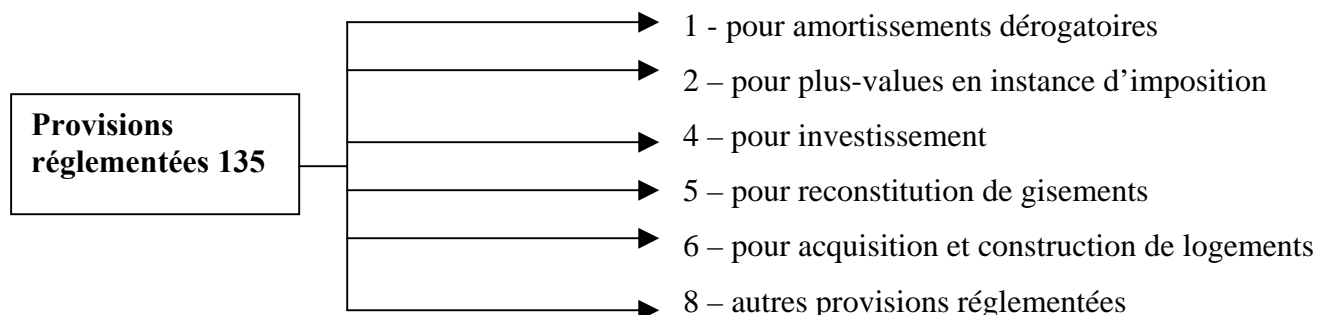 1 - pour amortissements dérogatoires
2 – pour plus-values en instance d’imposition
Provisions
réglementées 135
4 – pour investissement
5 – pour reconstitution de gisements
6 – pour acquisition et construction de logements
8 – autres provisions réglementées